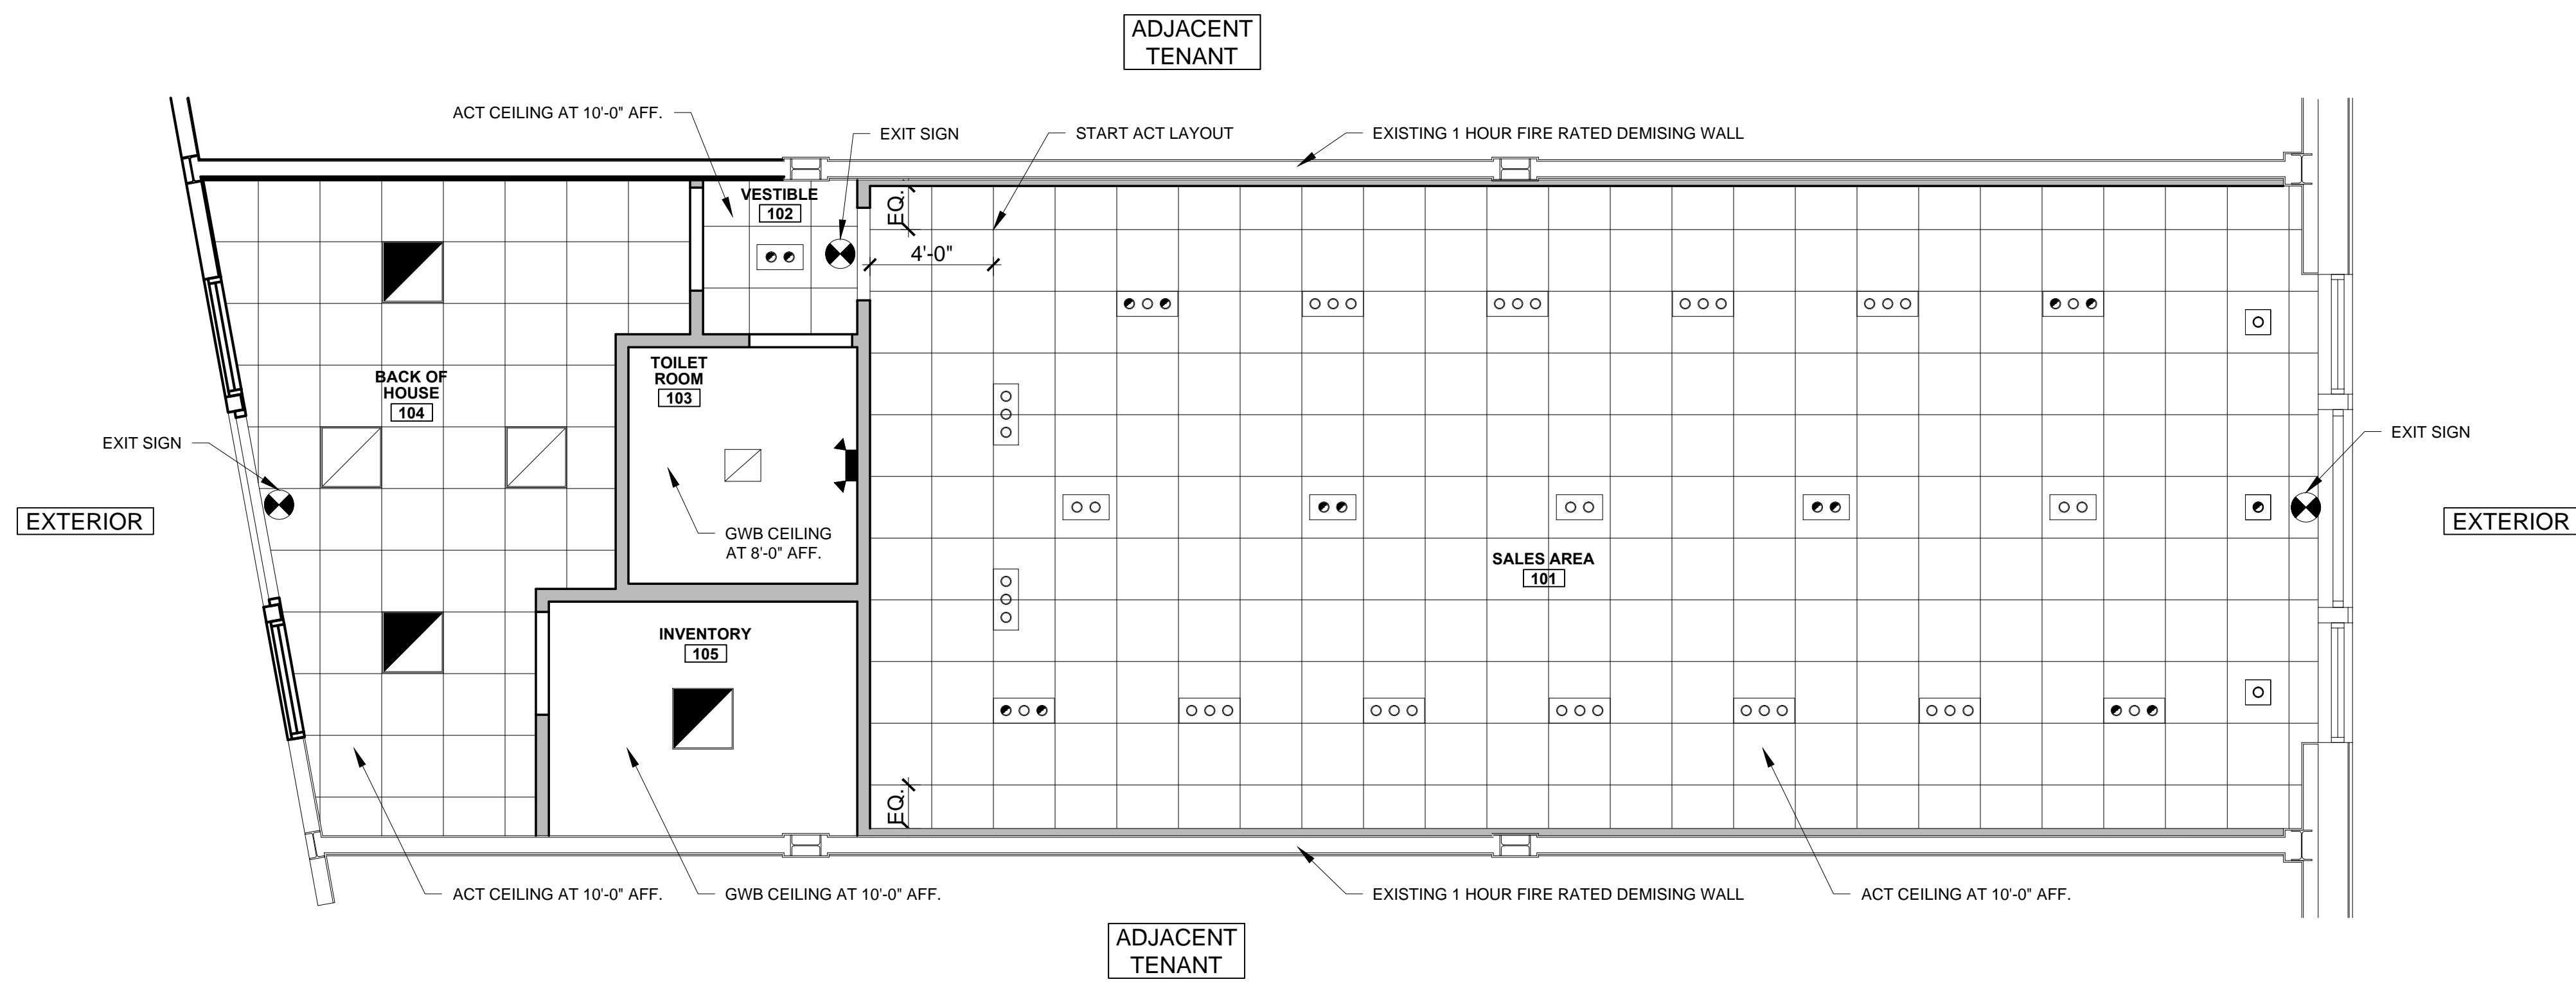 ADJACENT
TENANT
ACT CEILING AT 10'-0" AFF.
EXIT SIGN
START ACT LAYOUT
EXISTING 1 HOUR FIRE RATED DEMISING WALL
VESTIBLE
102
EQ.
4'-0"
TOILET
ROOM
103
BACK OF
HOUSE
104
EXIT SIGN
EXIT SIGN
EXTERIOR
EXTERIOR
GWB CEILING
AT 8'-0" AFF.
SALES AREA
101
INVENTORY
105
EQ.
ACT CEILING AT 10'-0" AFF.
GWB CEILING AT 10'-0" AFF.
EXISTING 1 HOUR FIRE RATED DEMISING WALL
ACT CEILING AT 10'-0" AFF.
ADJACENT
TENANT